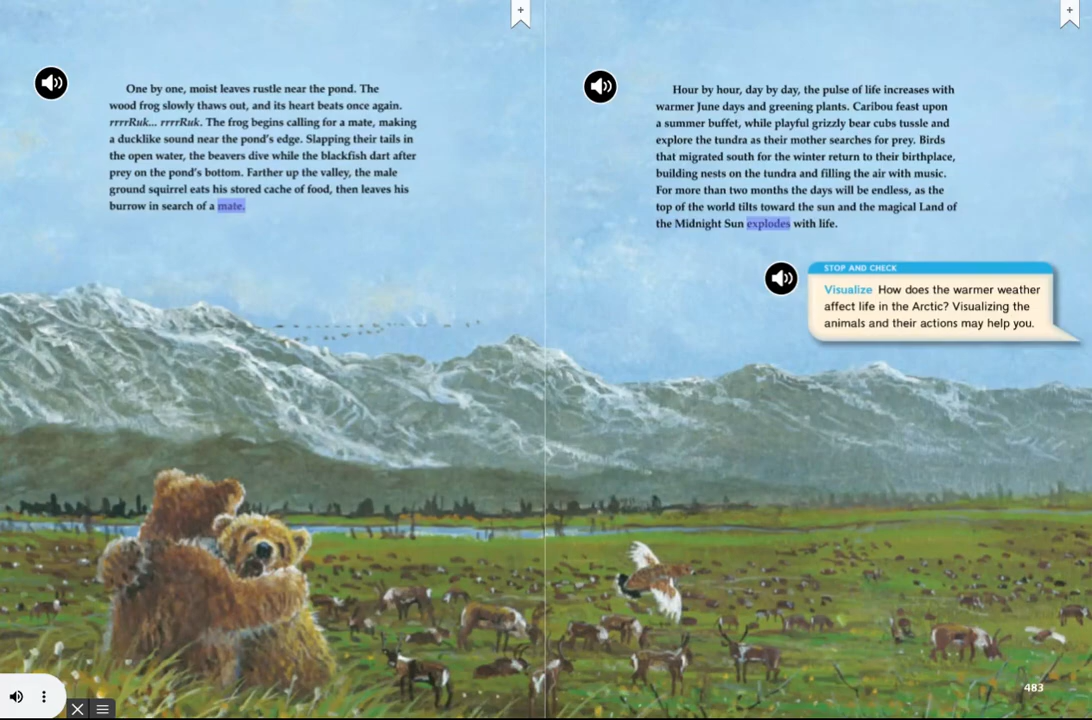 One by one, moist leaves rustle near the pond. The
wood frog slowly thaws out, and its heart beats once again.
rrrrRuk... rrrrRuk. The frog begins calling for a mate, making
a ducklike sound near the pond's edge. Slapping their tails in
the open water, the beavers dive while the blackfish dart after
prey on the pond's bottom. Farther up the valley, the male
ground squirrel eats his stored cache of food, then leaves his
burrow in search of a mate.
Hour by hour, day by day, the pulse of life increases with
warmer June days and greening plants. Caribou feast upon
a summer buffet, while playful grizzly bear cubs tussle and
explore the tundra as their mother searches for prey. Birds
that migrated south for the winter return to their birthplace,
building nests on the tundra and filling the air with music.
For more than two months the days will be endless, as the
top of the world tilts toward the sun and the magical Land of
the Midnight Sun explodes with life.
STOP AND CHECK
Visualize How does the warmer weather
affect life in the Arctic? Visualizing the
animals and their actions may help you.
483